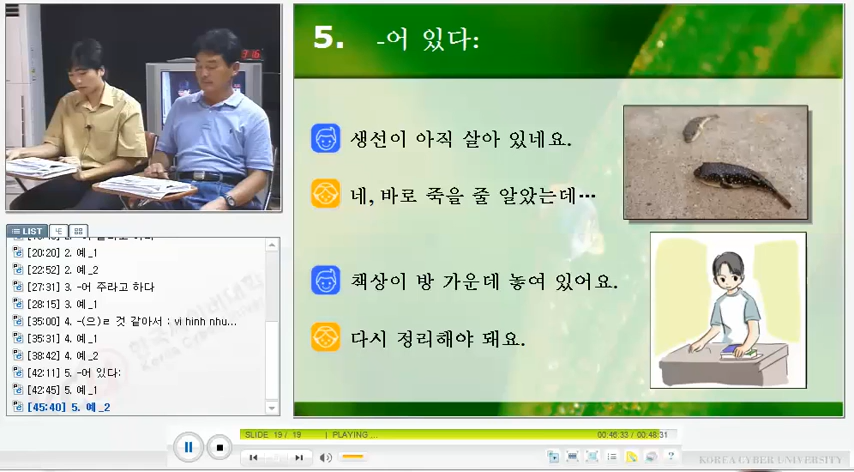 5. -어 있다:
생선이 아직 살아 있네요.
네, 바로 죽을 줄 알았는데…
책상이 방 가운데 놓여 있어요.
다시 정리해야 돼요.
LIST
[20:20] 2. 예_1
[22:52] 2. 예_2
[27:31] 3. -어 주라고 하다
[28:15] 3. 예_1
[35:00] 4. -(으)ㄹ 것 같아서 : vi hinh nhu...
[35:31] 4. 예_1
[38:42] 4. 예_2
[42:11] 5. -어 있다:
[42:45] 5. 예_1
[45:40] 5. 예_2
SLIDE 19 / 19 | PLAYING ...
00:46:33 / 00:48:31
KOREA CYBER UNIVERSITY